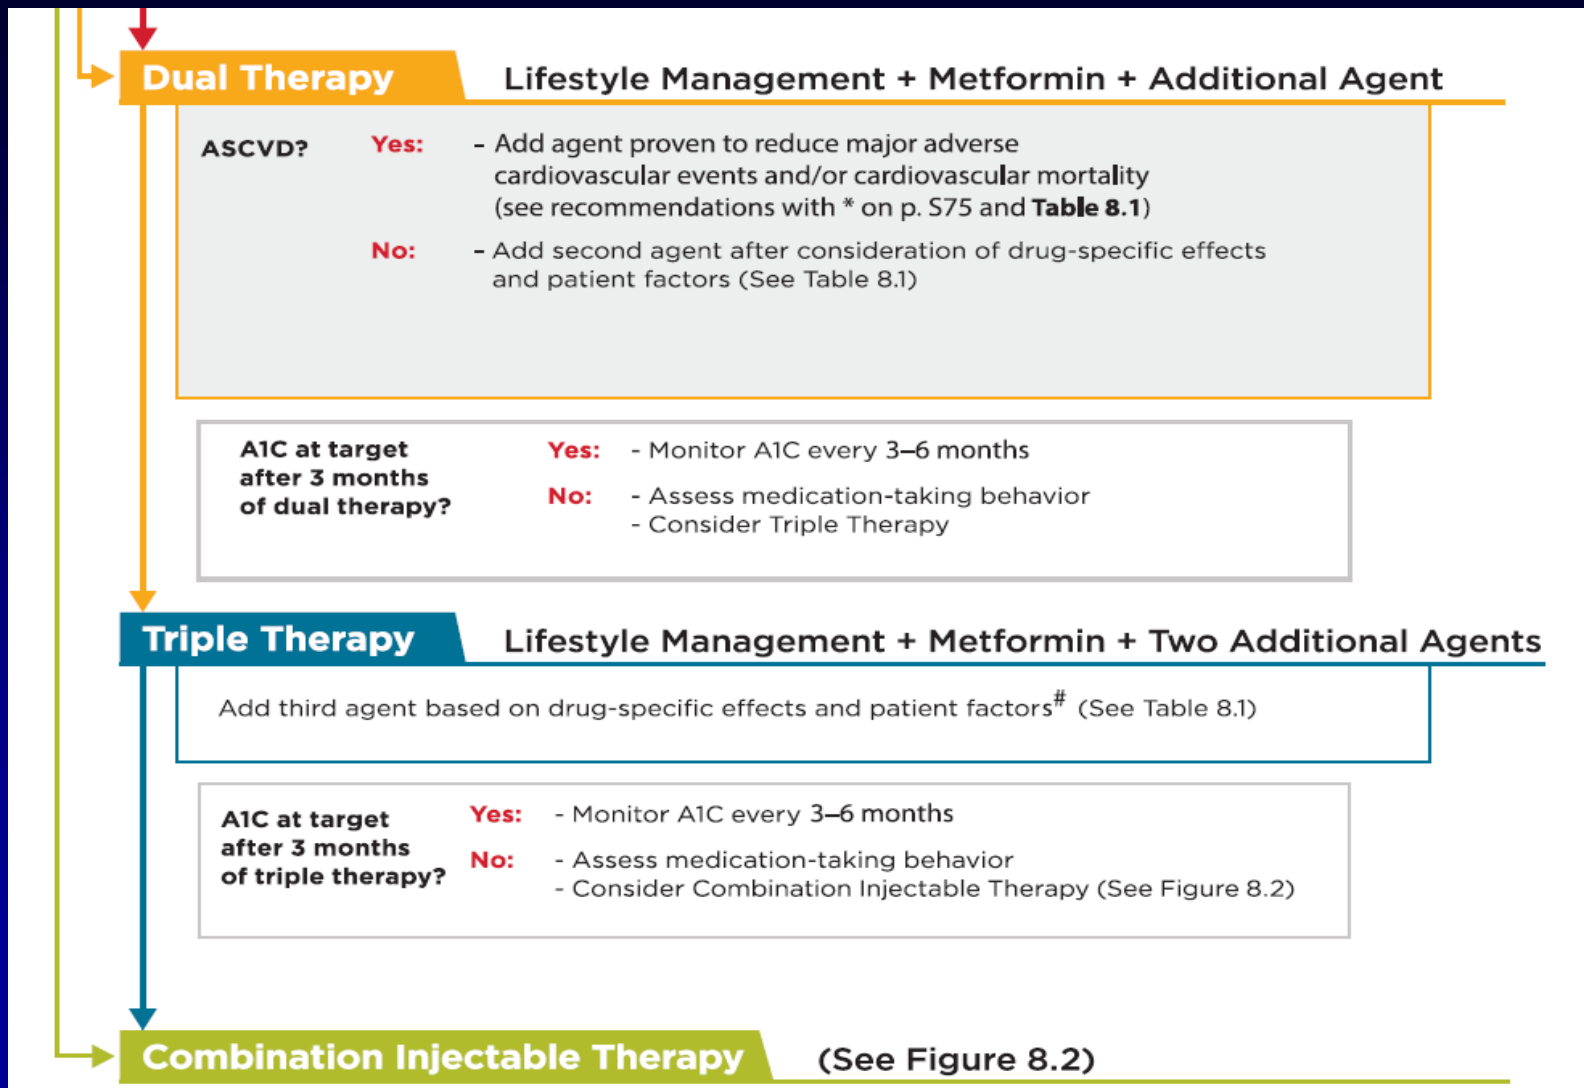 Dual Therapy Lifestyle Management + Metformin + Additional Agent
ASCVD? Yes: - Add agent proven to reduce major adverse
cardiovascular events and/or cardiovascular mortality
(see recommendations with * on p. S75 and Table 8.1)
No: - Add second agent after consideration of drug-specific effects
and patient factors (See Table 8.1)
A1C at target
after 3 months
of dual therapy?
Yes: - Monitor A1C every 3–6 months
No: - Assess medication-taking behavior
- Consider Triple Therapy
Triple Therapy Lifestyle Management + Metformin + Two Additional Agents
Add third agent based on drug-specific effects and patient factors# (See Table 8.1)
A1C at target
after 3 months
of triple therapy?
Yes: - Monitor A1C every 3–6 months
No: - Assess medication-taking behavior
- Consider Combination Injectable Therapy (See Figure 8.2)
Combination Injectable Therapy (See Figure 8.2)